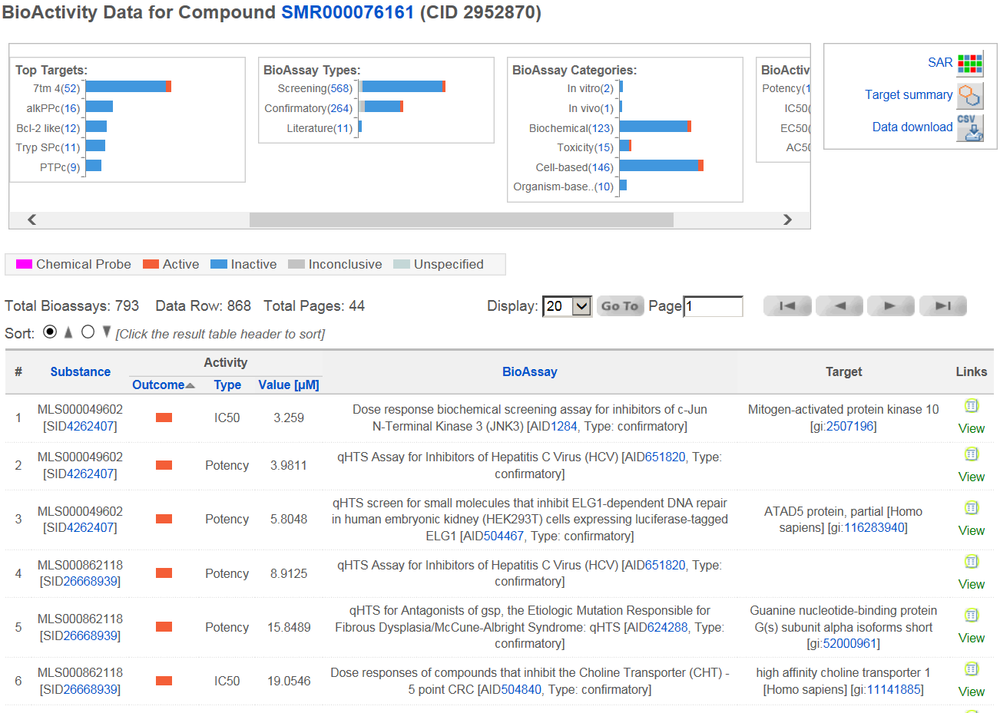 BioActivity Data for Compound SMR000076161 (CID 2952870)
Top Targets:
7tm 4(52)
alkPPc(16)
Bcl-2 like(12)
Tryp SPc(11)
PTPc(9)
BioAssay Types:
Screening(568)
Confirmatory(264)
Literature(11)
BioAssay Categories:
In vitro(2)
In vivo(1)
Biochemical(123)
Toxicity(15)
Cell-based(146)
Organism-base..(10)
BioActiv
Potency(1
IC50(
EC50(
AC50
SAR
Target summary
Data download
CSV
Chemical Probe Active Inactive Inconclusive Unspecified
Total Bioassays: 793 Data Row: 868 Total Pages: 44
Display: 20 Go To Page 1
Sort: [Click the result table header to sort]
# Substance Activity BioAssay Target Links
Outcome Type Value [µM]
1 MLS000049602 [SID4262407] IC50 3.259
Dose response biochemical screening assay for inhibitors of c-Jun
N-Terminal Kinase 3 (JNK3) [AID1284, Type: confirmatory]
Mitogen-activated protein kinase 10
[gi:2507196]
View
2 MLS000049602 [SID4262407] Potency 3.9811
qHTS Assay for Inhibitors of Hepatitis C Virus (HCV) [AID651820, Type:
confirmatory]
View
3 MLS000049602 [SID4262407] Potency 5.8048
qHTS screen for small molecules that inhibit ELG1-dependent DNA repair
in human embryonic kidney (HEK293T) cells expressing luciferase-tagged
ELG1 [AID504467, Type: confirmatory]
ATAD5 protein, partial [Homo
sapiens] [gi:116283940]
View
4 MLS000862118 [SID26668939] Potency 8.9125
qHTS Assay for Inhibitors of Hepatitis C Virus (HCV) [AID651820, Type:
confirmatory]
View
5 MLS000862118 [SID26668939] Potency 15.8489
qHTS for Antagonists of gsp, the Etiologic Mutation Responsible for
Fibrous Dysplasia/McCune-Albright Syndrome: qHTS [AID624288, Type:
confirmatory]
Guanine nucleotide-binding protein
G(s) subunit alpha isoforms short
[gi:52000961]
View
6 MLS000862118 [SID26668939] IC50 19.0546
Dose responses of compounds that inhibit the Choline Transporter (CHT) -
5 point CRC [AID504840, Type: confirmatory]
high affinity choline transporter 1
[Homo sapiens] [gi:11141885]
View